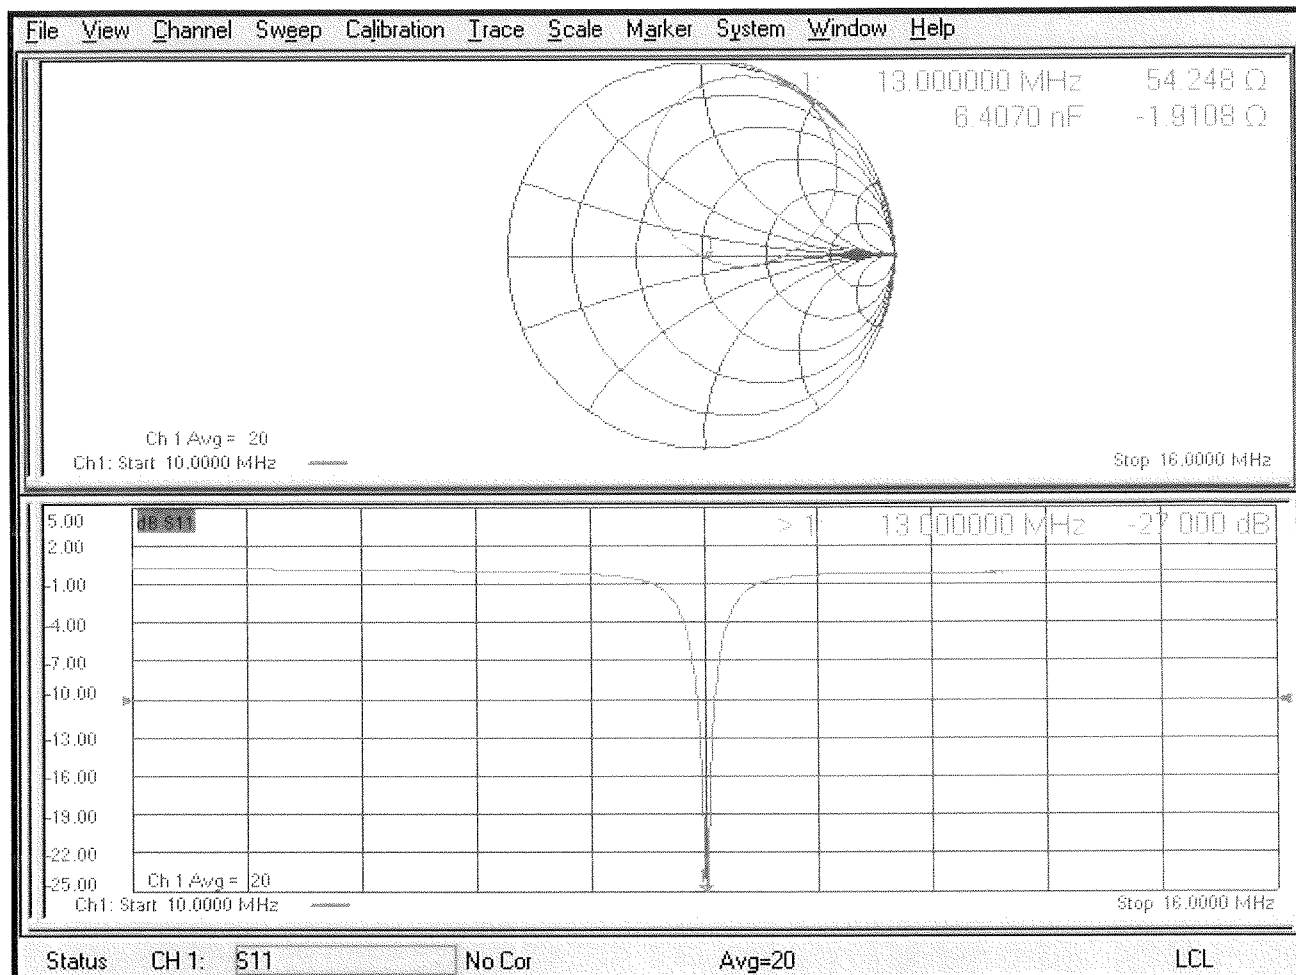 File View Channel Sweep Calibration Trace Scale Marker System Window Help
1: 13.000000 MHz 54.248 Ω
6.4070 nF -1.9108 Ω
Ch 1 Avg = 20
Ch1: Start 10.0000 MHz Stop 16.0000 MHz
5.00 dB S11 > 1: 13.000000 MHz -27.000 dB
2.00
-1.00
-4.00
-7.00
-10.00
-13.00
-16.00
-19.00
-22.00
-25.00
Ch 1 Avg = 20
Ch1: Start 10.0000 MHz Stop 16.0000 MHz
Status CH 1: S11 No Cor Avg=20 LCL